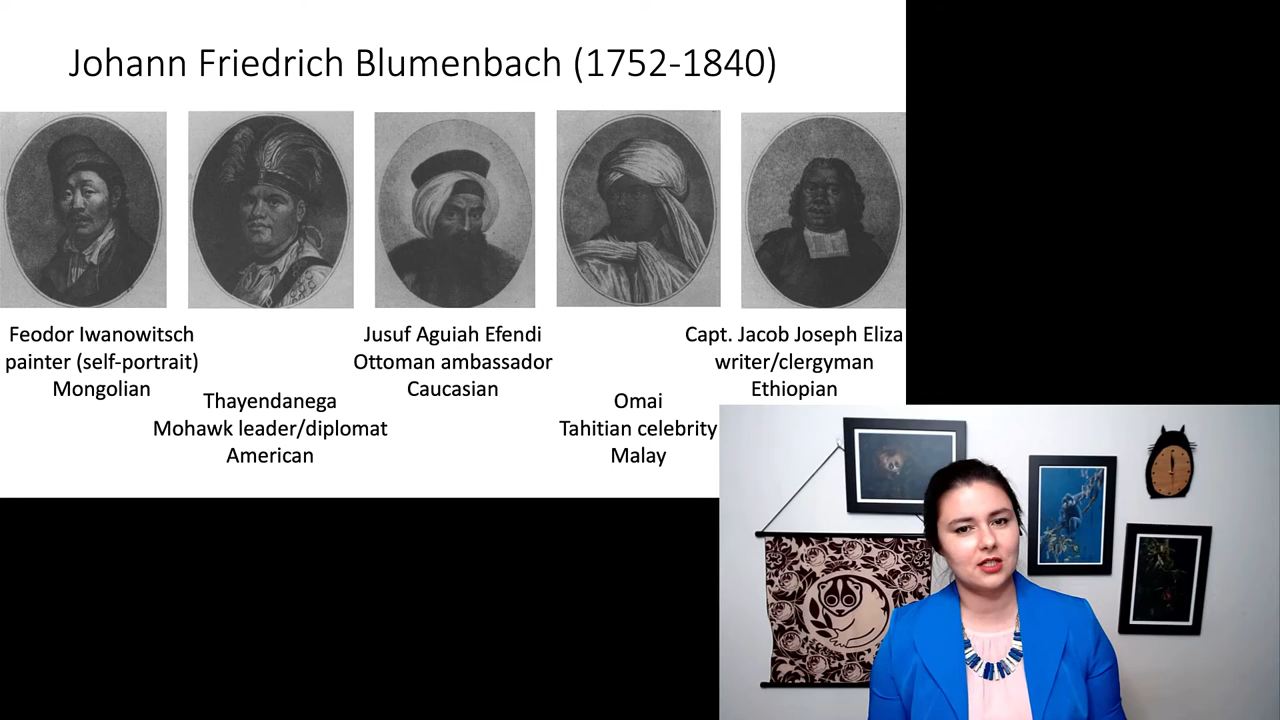 Johann Friedrich Blumenbach (1752-1840)
Feodor Iwanowitsch
painter (self-portrait)
Mongolian
Thayendanega
Mohawk leader/diplomat
American
Jusuf Aguiah Efendi
Ottoman ambassador
Caucasian
Omai
Tahitian celebrity
Malay
Capt. Jacob Joseph Eliza
writer/clergyman
Ethiopian